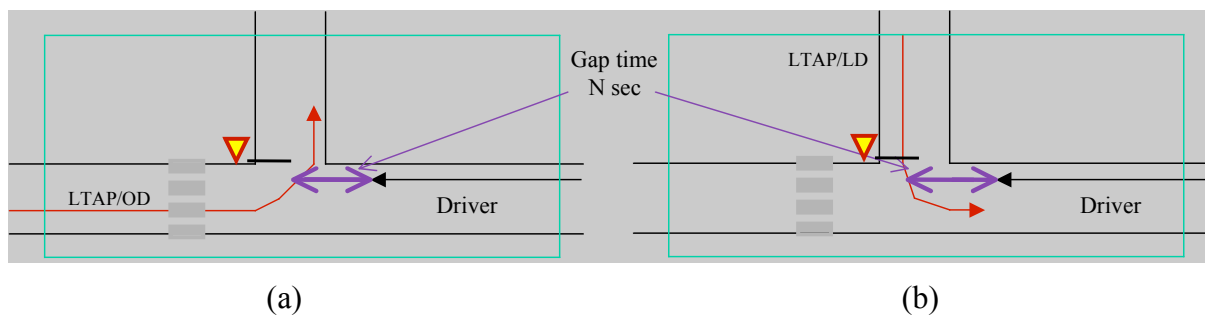 Gap time
N sec
LTAP/OD
Driver
LTAP/LD
Driver
(a)
(b)